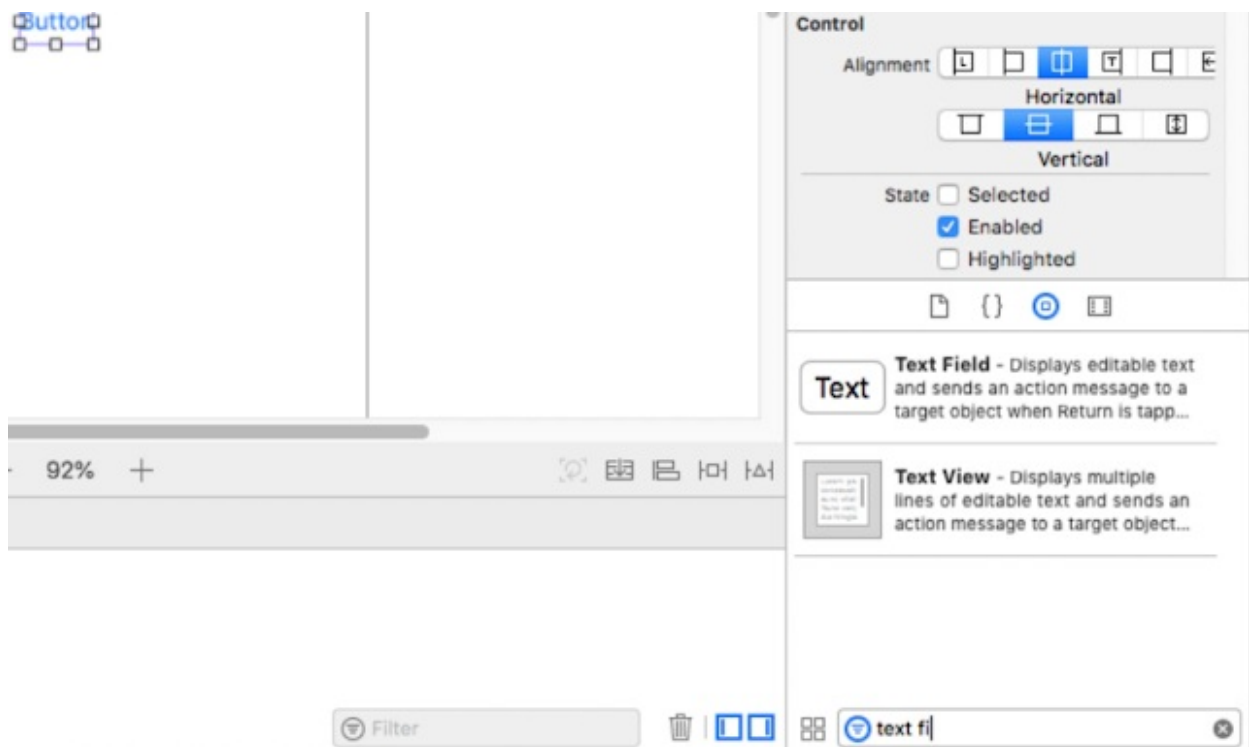 Button
Control
Alignment
L
T
Horizontal
Vertical
State Selected
Enabled
Highlighted
{}
Text
Text Field - Displays editable text
and sends an action message to a
target object when Return is tapp...
92% +
Text View - Displays multiple
lines of editable text and sends an
action message to a target object...
Filter
text fi